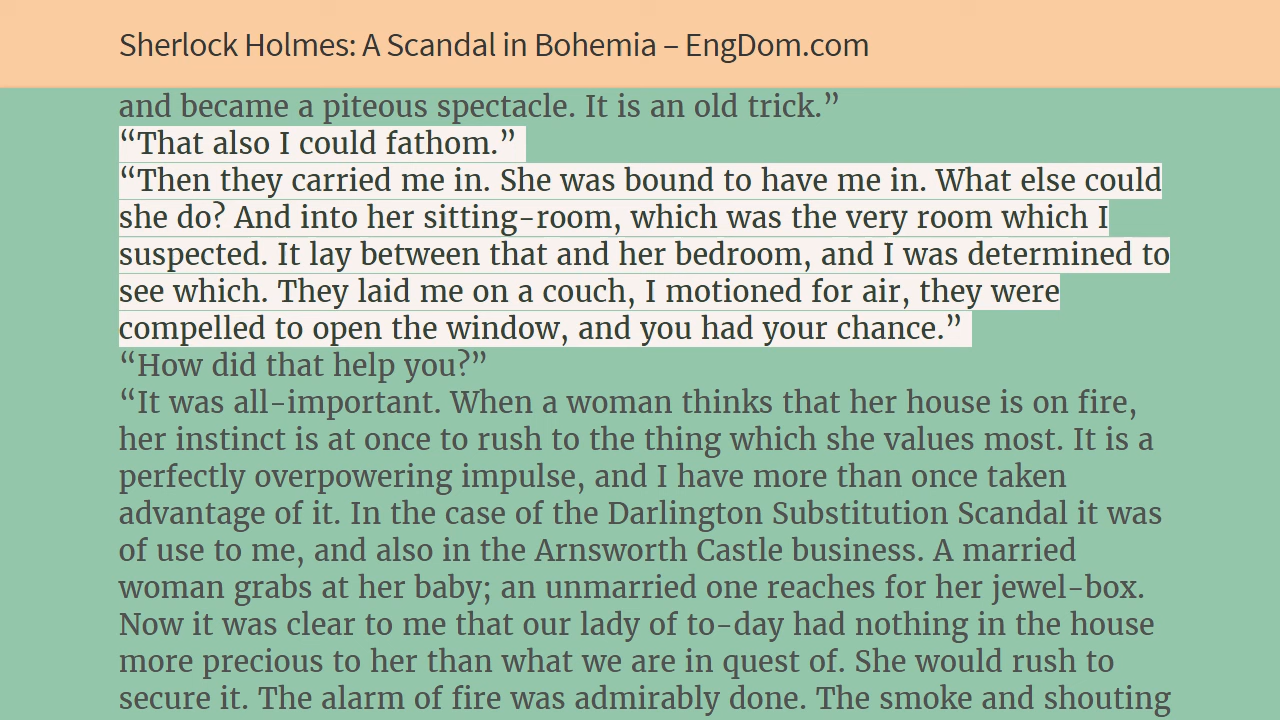 Sherlock Holmes: A Scandal in Bohemia – EngDom.com
and became a piteous spectacle. It is an old trick.”
“That also I could fathom.”
“Then they carried me in. She was bound to have me in. What else could
she do? And into her sitting-room, which was the very room which I
suspected. It lay between that and her bedroom, and I was determined to
see which. They laid me on a couch, I motioned for air, they were
compelled to open the window, and you had your chance.”
“How did that help you?”
“It was all-important. When a woman thinks that her house is on fire,
her instinct is at once to rush to the thing which she values most. It is a
perfectly overpowering impulse, and I have more than once taken
advantage of it. In the case of the Darlington Substitution Scandal it was
of use to me, and also in the Arnsworth Castle business. A married
woman grabs at her baby; an unmarried one reaches for her jewel-box.
Now it was clear to me that our lady of to-day had nothing in the house
more precious to her than what we are in quest of. She would rush to
secure it. The alarm of fire was admirably done. The smoke and shouting